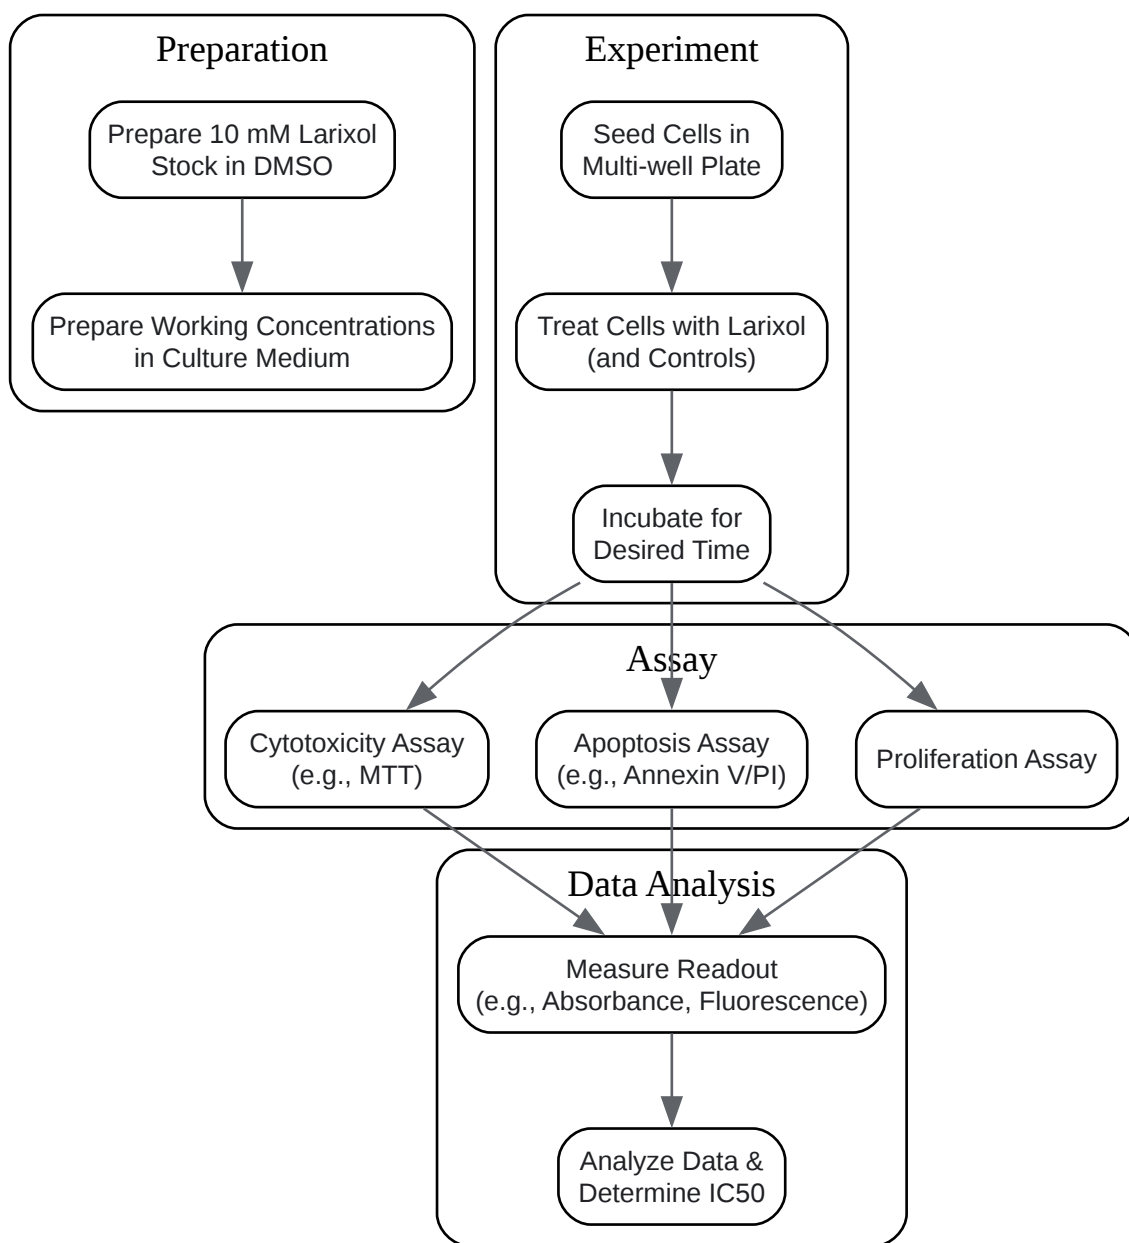 Preparation
Prepare 10 mM Larixol
Stock in DMSO
Prepare Working Concentrations
in Culture Medium
Experiment
Seed Cells in
Multi-well Plate
Treat Cells with Larixol
(and Controls)
Incubate for
Desired Time
Assay
Cytotoxicity Assay
(e.g., MTT)
Apoptosis Assay
(e.g., Annexin V/PI)
Proliferation Assay
Data Analysis
Measure Readout
(e.g., Absorbance, Fluorescence)
Analyze Data &
Determine IC50